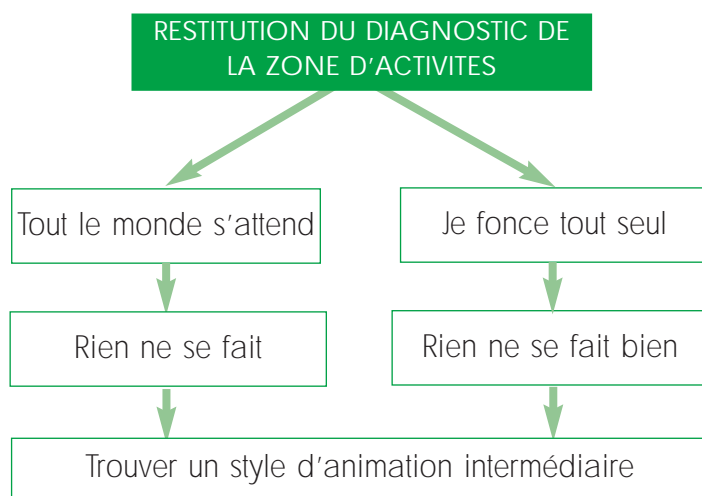 RESTITUTION DU DIAGNOSTIC DE
LA ZONE D'ACTIVITES
Tout le monde s'attend
Je fonce tout seul
Rien ne se fait
Rien ne se fait bien
Trouver un style d'animation intermédiaire